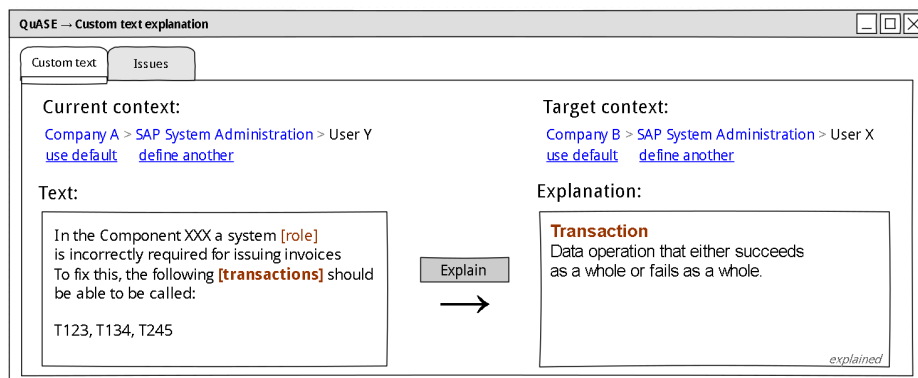 QuASE → Custom text explanation
Custom text
Issues
Current context:
Company A > SAP System Administration > User Y
use default define another
Text:
In the Component XXX a system [role]
is incorrectly required for issuing invoices
To fix this, the following [transactions] should
be able to be called:
T123, T134, T245
Explain
Target context:
Company B > SAP System Administration > User X
use default define another
Explanation:
Transaction
Data operation that either succeeds
as a whole or fails as a whole.
explained